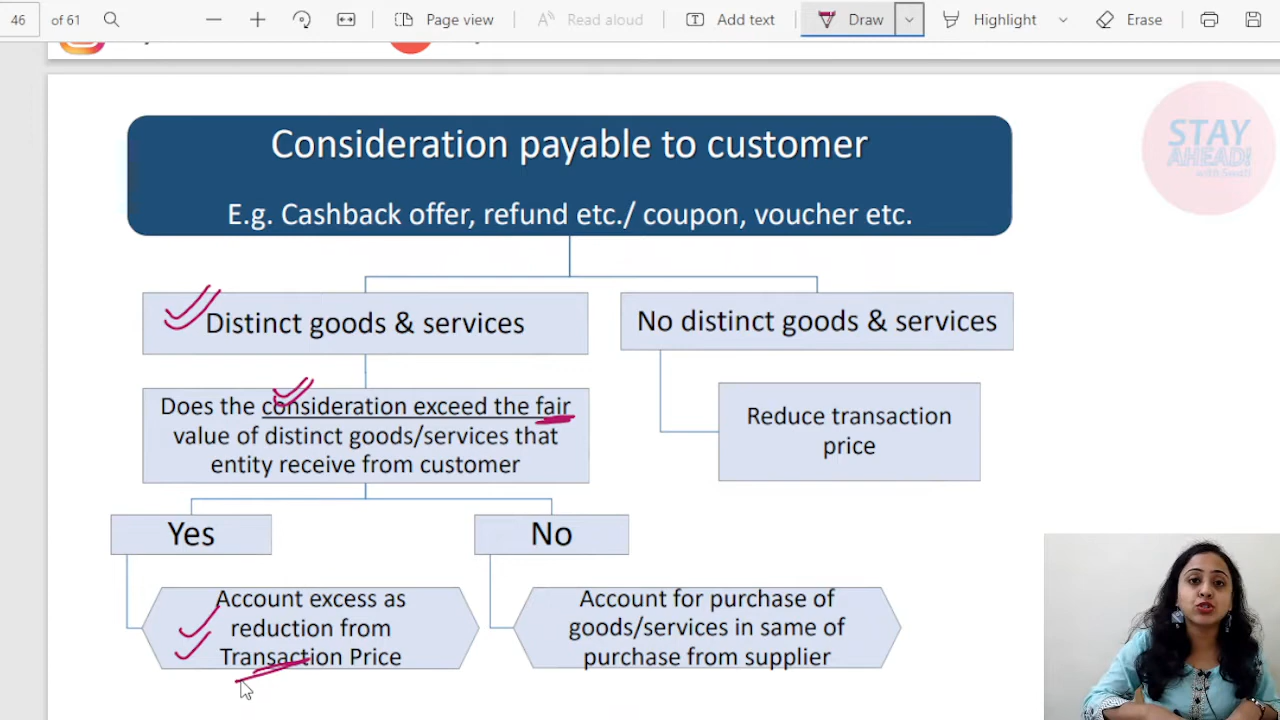 46
of 61
Page view
Read aloud
Add text
Draw
Highlight
Erase
STAY
AHEAD!
with Swati
Consideration payable to customer
E.g. Cashback offer, refund etc./ coupon, voucher etc.
Distinct goods & services
No distinct goods & services
Does the consideration exceed the fair
value of distinct goods/services that
entity receive from customer
Reduce transaction
price
Yes
No
Account excess as
reduction from
Transaction Price
Account for purchase of
goods/services in same of
purchase from supplier